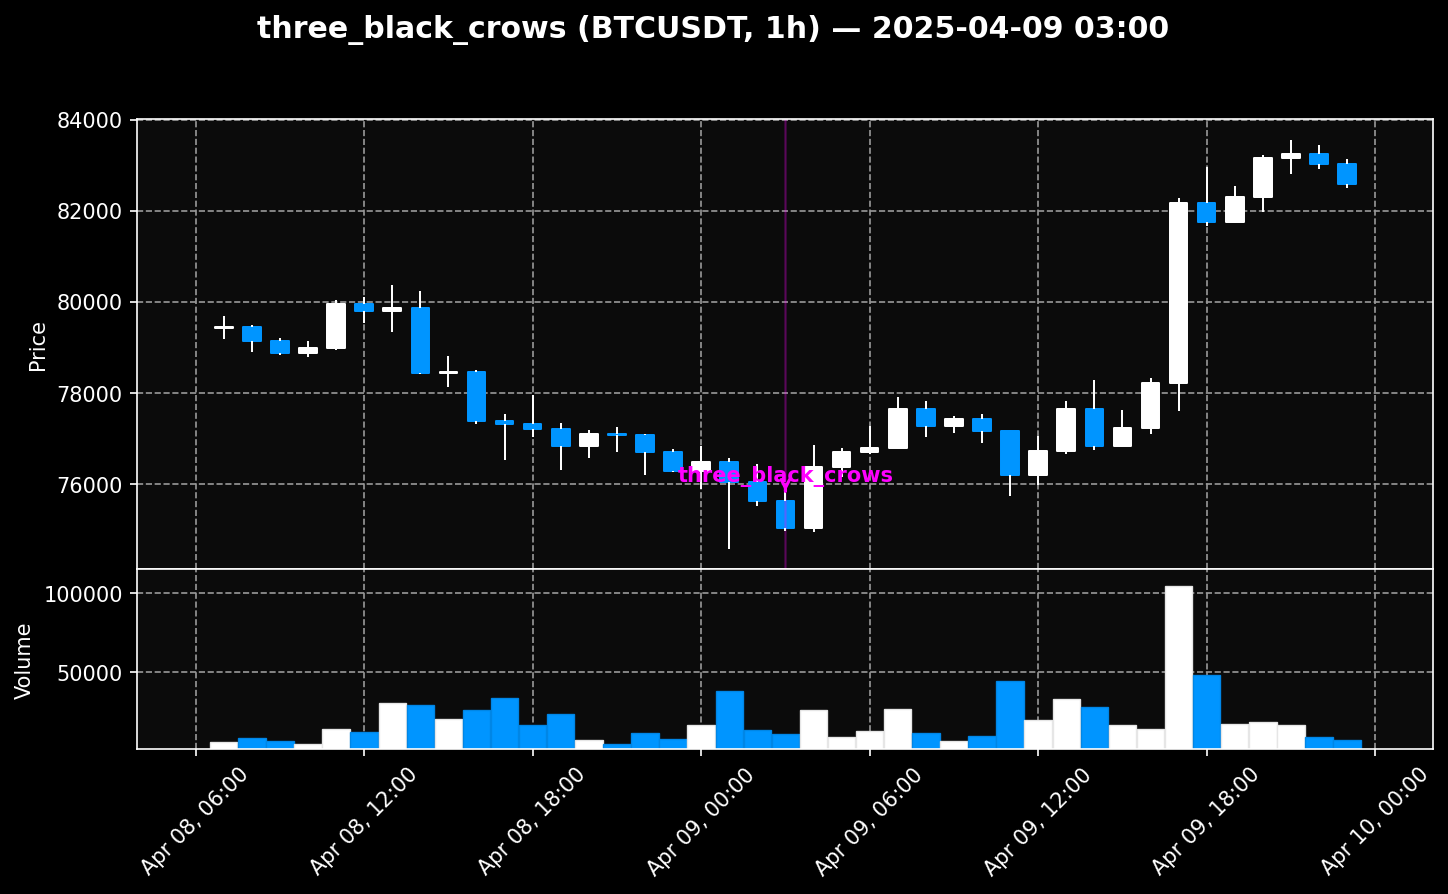 three_black_crows (BTCUSDT, 1h) — 2025-04-09 03:00
84000
82000
80000
78000
76000
Price
three_black_crows
100000
50000
Volume
Apr 08, 06:00
Apr 08, 12:00
Apr 08, 18:00
Apr 09, 00:00
Apr 09, 06:00
Apr 09, 12:00
Apr 09, 18:00
Apr 10, 00:00